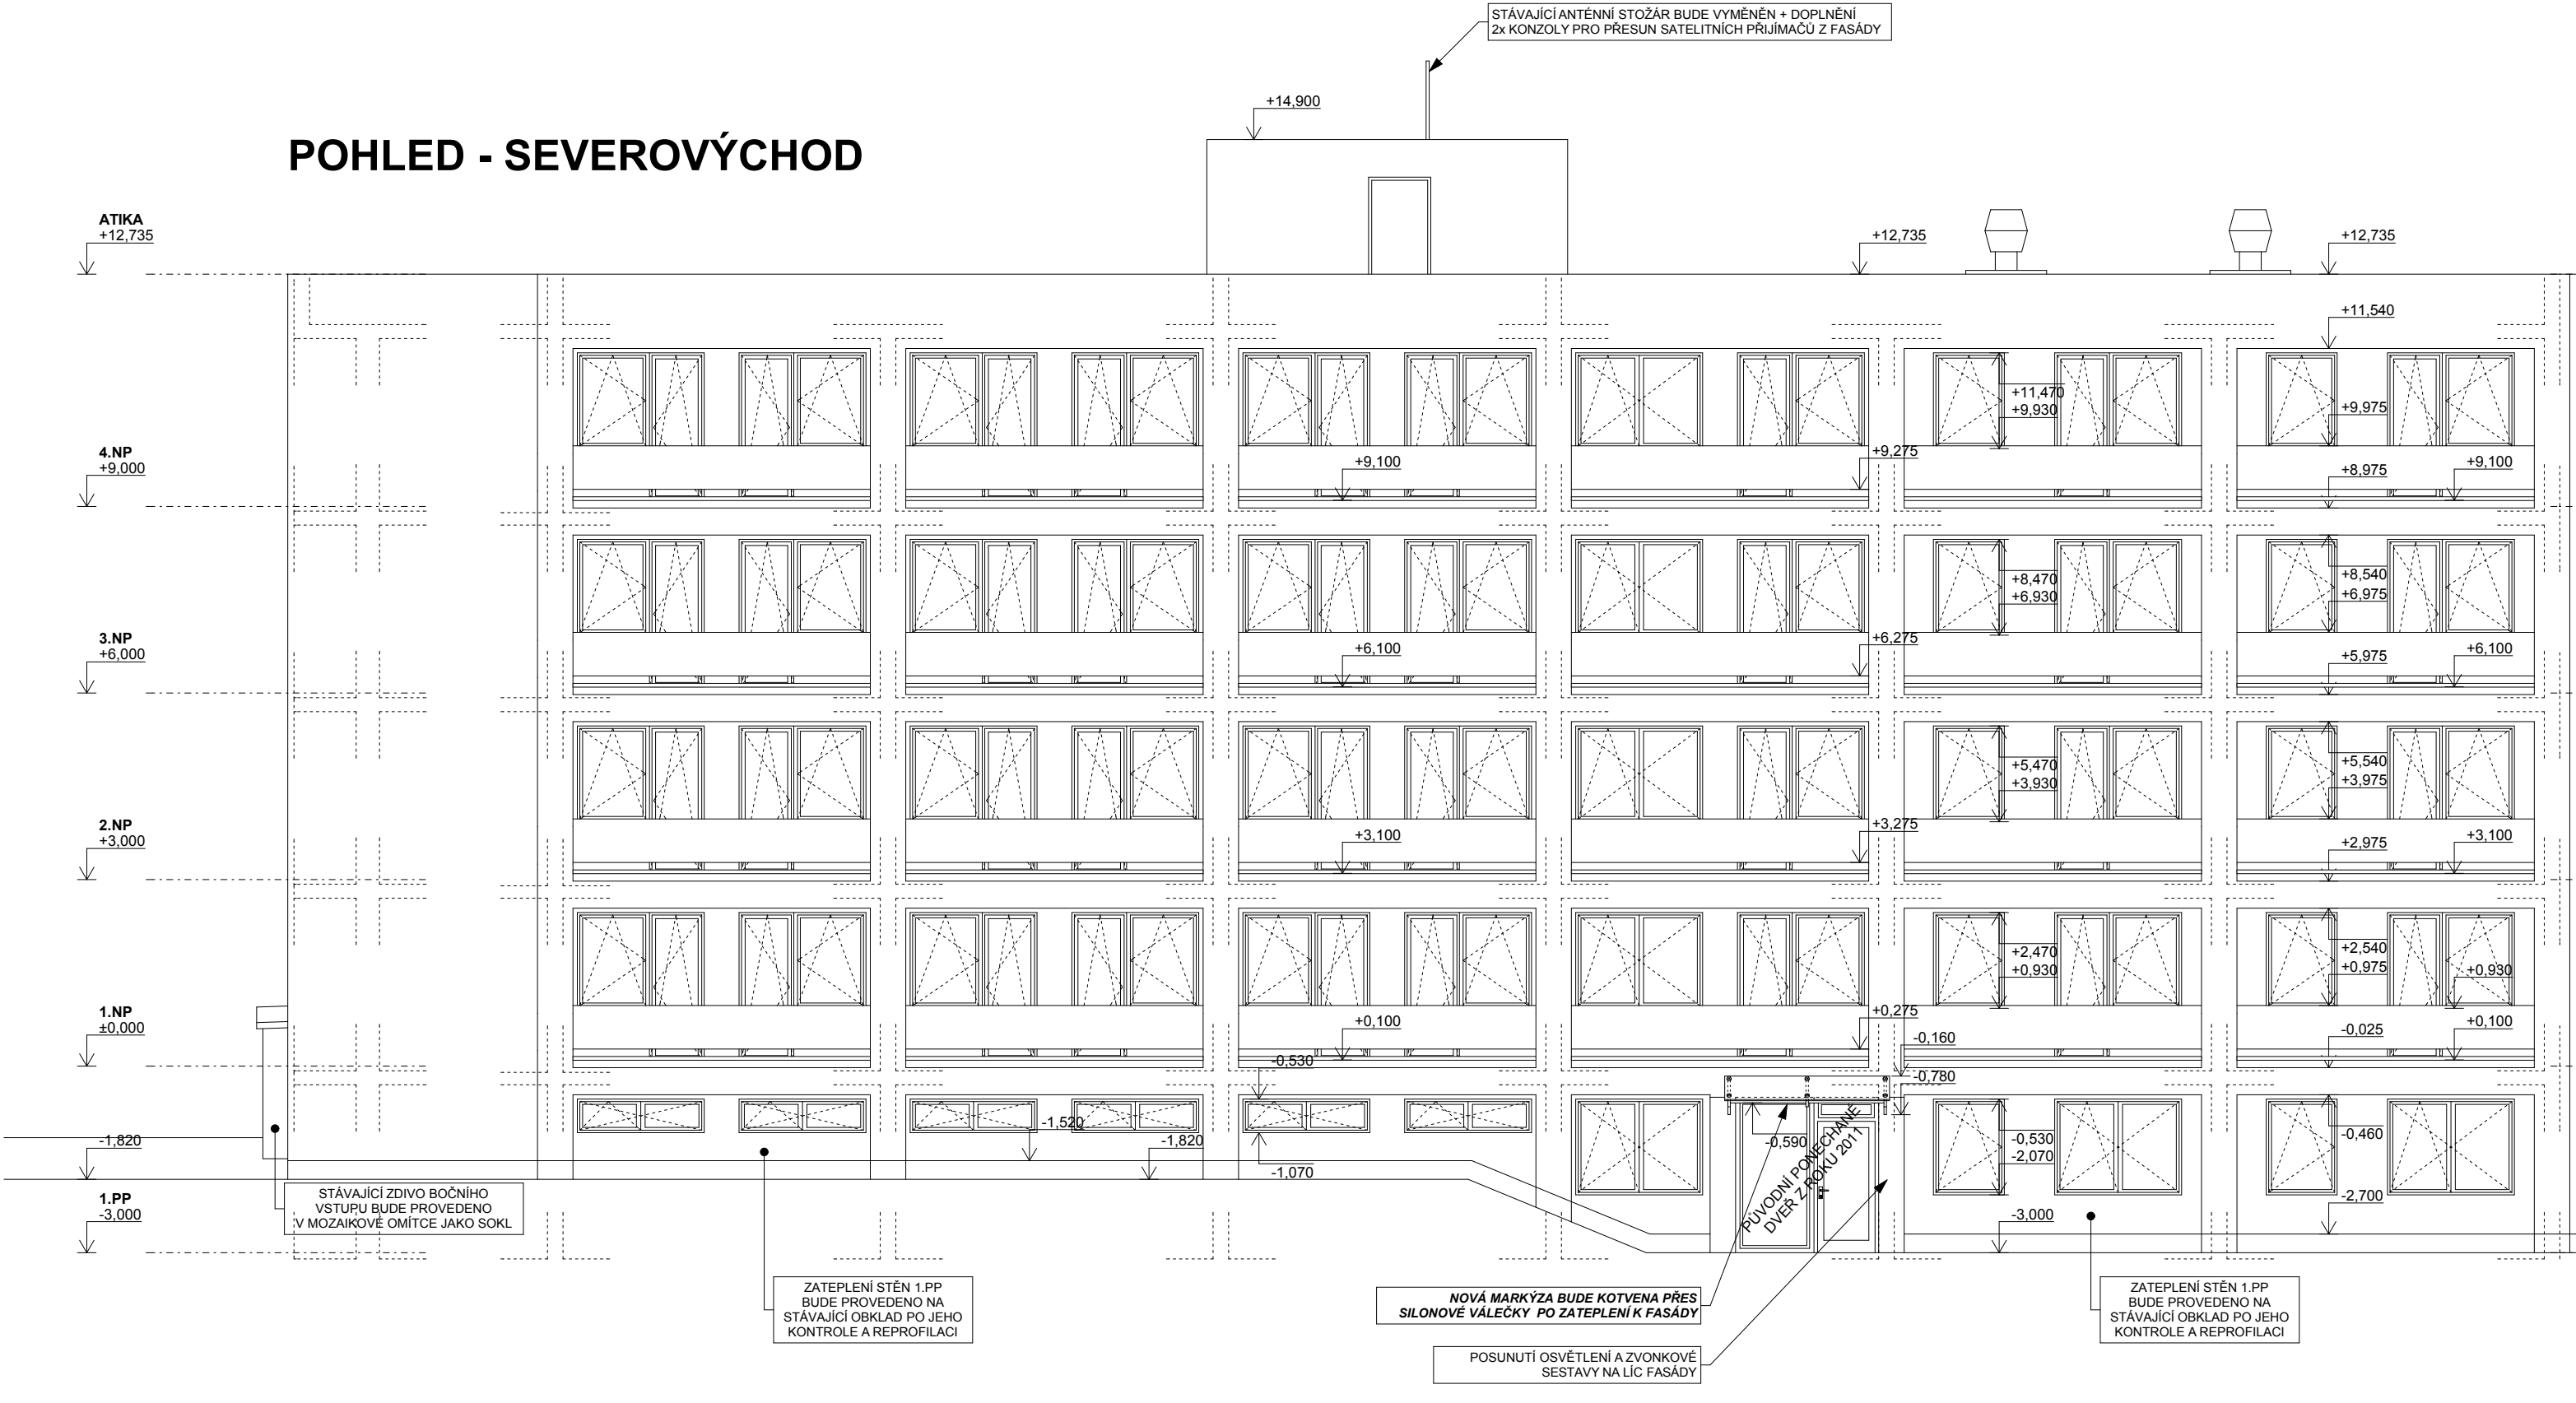 STÁVAJÍCÍ ANTÉNNÍ STOŽÁR BUDE VYMĚNĚN + DOPLNĚNÍ
2x KONZOLY PRO PŘESUN SATELITNÍCH PŘIJÍMAČŮ Z FASÁDY
+14,900
POHLED - SEVEROVÝCHOD
ATIKA
+12,735
+12,735
+12,735
+11,540
+11,470
+9,930
+9,975
4.NP
+9,000
+9,100
+9,275
+8,975
+9,100
+8,470
+6,930
+8,540
+6,975
3.NP
+6,000
+6,100
+6,275
+5,975
+6,100
+5,470
+3,930
+5,540
+3,975
2.NP
+3,000
+3,100
+3,275
+2,975
+3,100
+2,470
+0,930
+2,540
+0,975
+0,930
1.NP
±0,000
+0,100
+0,275
-0,025
+0,100
-0,160
-0,530
-0,780
-1,520
-1,820
-1,820
-1,070
-0,590
PŮVODNÍ PONECHANÉ
DVEŘ Z ROKU 2011
-0,530
-2,070
-0,460
-2,700
1.PP
-3,000
-3,000
STÁVAJÍCÍ ZDIVO BOČNÍHO
VSTUPU BUDE PROVEDENO
V MOZAIKOVÉ OMÍTCE JAKO SOKL
ZATEPLENÍ STĚN 1.PP
BUDE PROVEDENO NA
STÁVAJÍCÍ OBKLAD PO JEHO
KONTROLE A REPROFILACI
NOVÁ MARKÝZA BUDE KOTVENA PŘES
SILONOVÉ VÁLEČKY PO ZATEPLENÍ K FASÁDY
POSUNUTÍ OSVĚTLENÍ A ZVONKOVÉ
SESTAVY NA LÍC FASÁDY
ZATEPLENÍ STĚN 1.PP
BUDE PROVEDENO NA
STÁVAJÍCÍ OBKLAD PO JEHO
KONTROLE A REPROFILACI